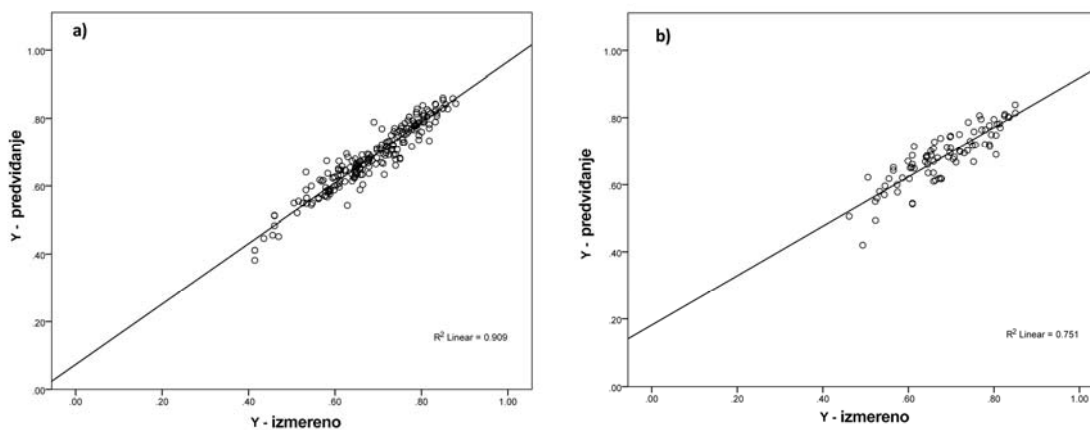 a)
Y - predviđanje
1.00
.80
.60
.40
.20
.00
R² Linear = 0.909
.00 .20 .40 .60 .80 1.00
Y - izmereno
b)
Y - predviđanje
1.00
.80
.60
.40
.20
.00
R² Linear = 0.751
.00 .20 .40 .60 .80 1.00
Y - izmereno